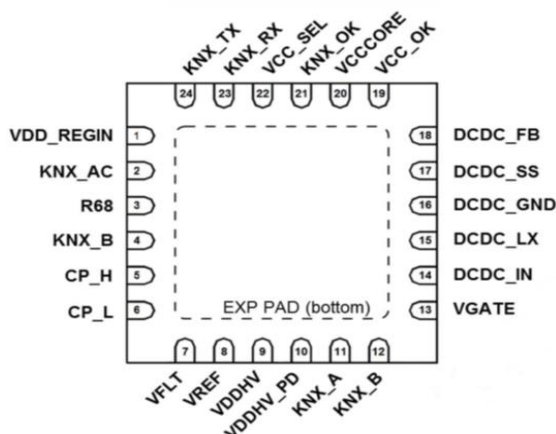 KNX_TX
KNX_RX
VCC_SEL
KNX_OK
VCCCORE
VCC_OK
24 23 22 21 20 19
VDD_REGIN 1 18 DCDC_FB
KNX_AC 2 17 DCDC_SS
R68 3 16 DCDC_GND
KNX_B 4 15 DCDC_LX
CP_H 5 14 DCDC_IN
CP_L 6 13 VGATE
EXP PAD (bottom)
7 8 9 10 11 12
VFLT
VREF
VDDHV
VDDHV_PD
KNX_A
KNX_B